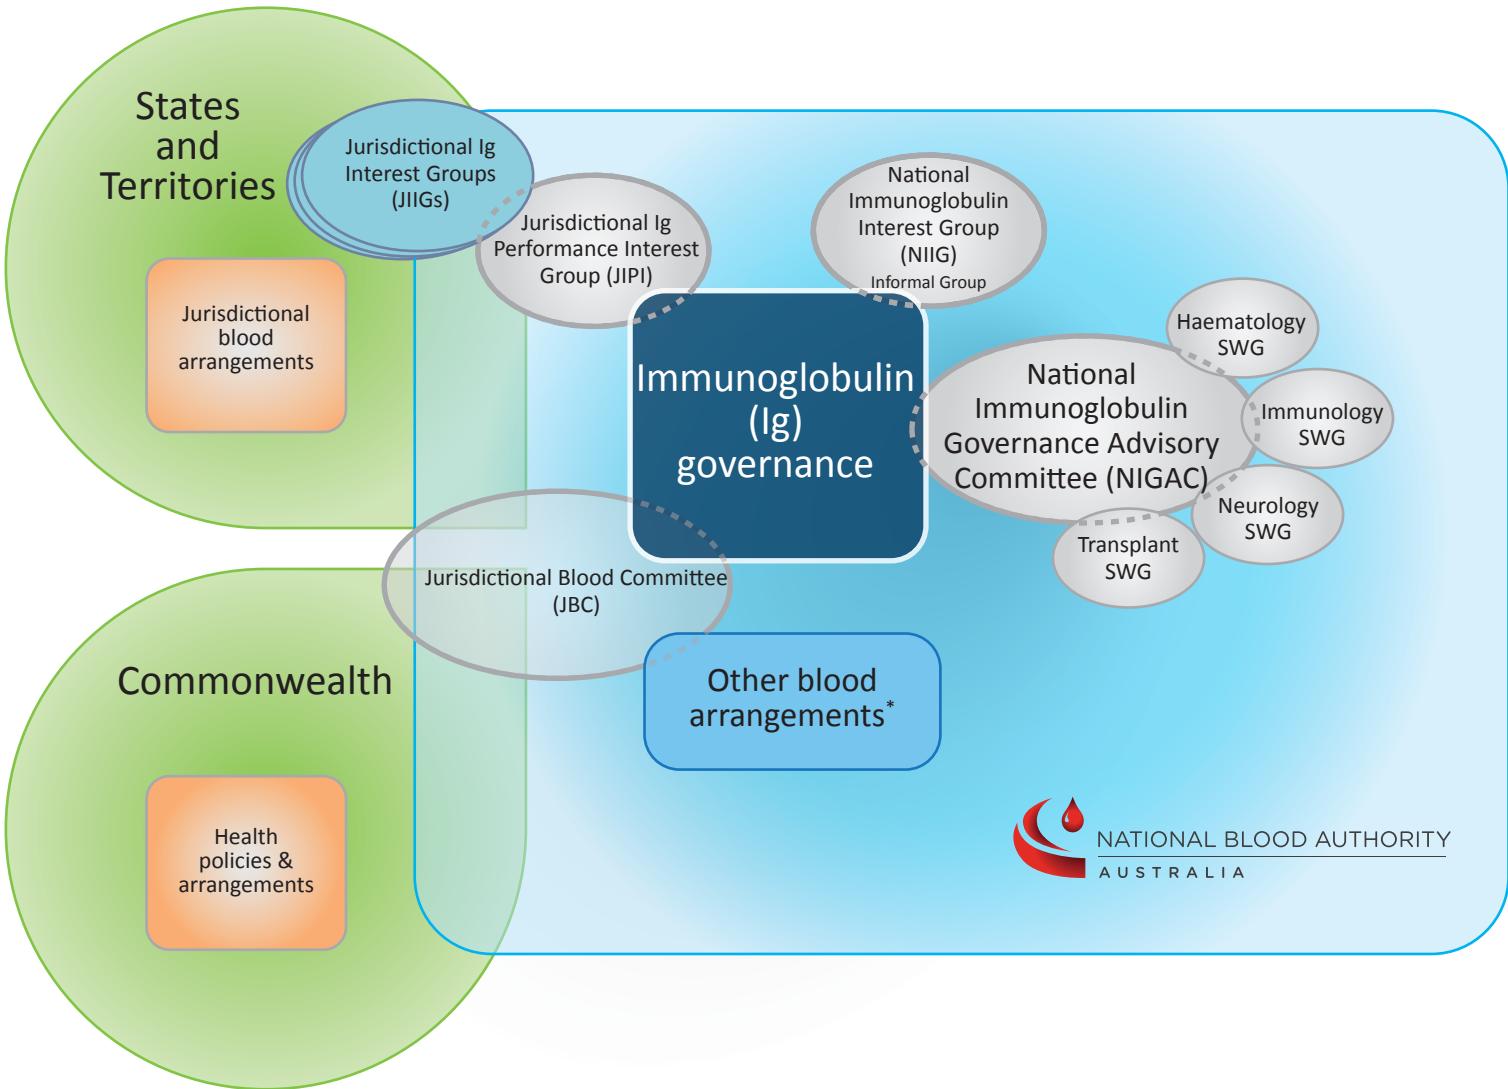 States
and
Territories
Jurisdictional Ig
Interest Groups
(JIIGs)
Jurisdictional Ig
Performance Interest
Group (JIPI)
National
Immunoglobulin
Interest Group
(NIIG)
Informal Group
Jurisdictional
blood
arrangements
Immunoglobulin
(Ig)
governance
National
Immunoglobulin
Governance Advisory
Committee (NIGAC)
Haematology
SWG
Immunology
SWG
Neurology
SWG
Transplant
SWG
Jurisdictional Blood Committee
(JBC)
Commonwealth
Other blood
arrangements*
Health
policies &
arrangements
NATIONAL BLOOD AUTHORITY
AUSTRALIA